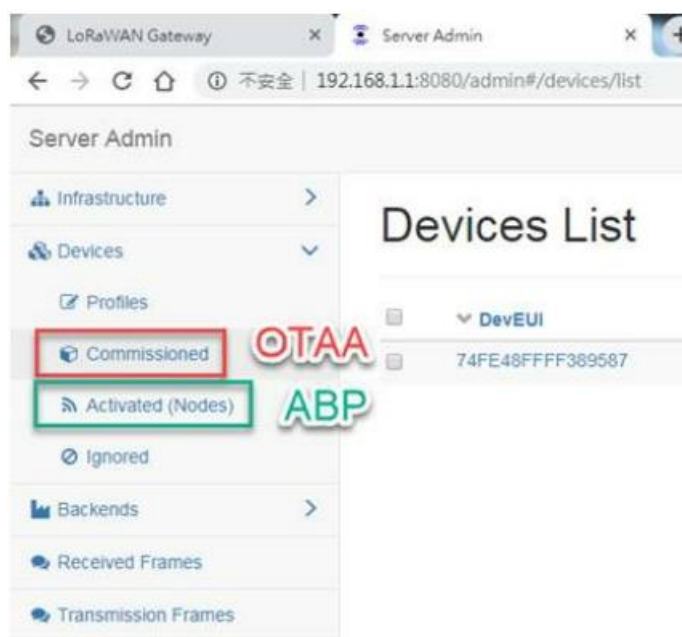 LoRaWAN Gateway
Server Admin
不安全 | 192.168.1.1:8080/admin#/devices/list
Server Admin
Infrastructure
Devices
Profiles
Commissioned
OTAA
Activated (Nodes)
ABP
Ignored
Backends
Received Frames
Transmission Frames
Devices List
DevEUI
74FE48FFFF389587